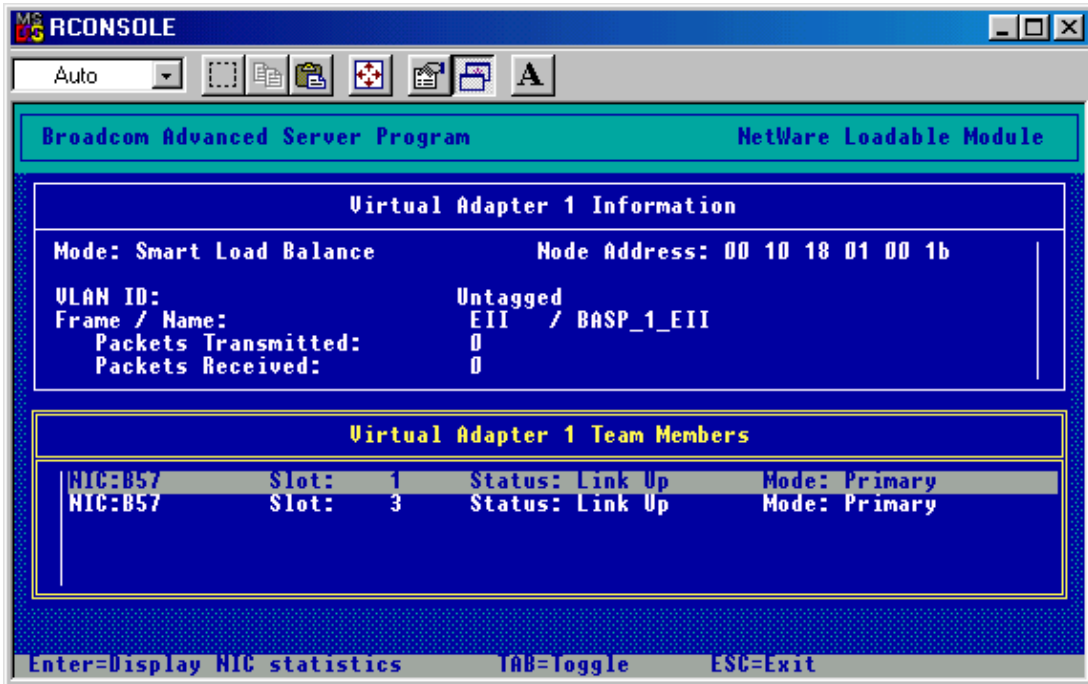 RCONSOLE
Auto A
Broadcom Advanced Server Program NetWare Loadable Module
Virtual Adapter 1 Information
Mode: Smart Load Balance Node Address: 00 10 18 01 00 1b
VLAN ID: Untagged
Frame / Name: EII / BASP_1_EII
Packets Transmitted: 0
Packets Received: 0
Virtual Adapter 1 Team Members
NIC:B57 Slot: 1 Status: Link Up Mode: Primary
NIC:B57 Slot: 3 Status: Link Up Mode: Primary
Enter=Display NIC statistics TAB=Toggle ESC=Exit